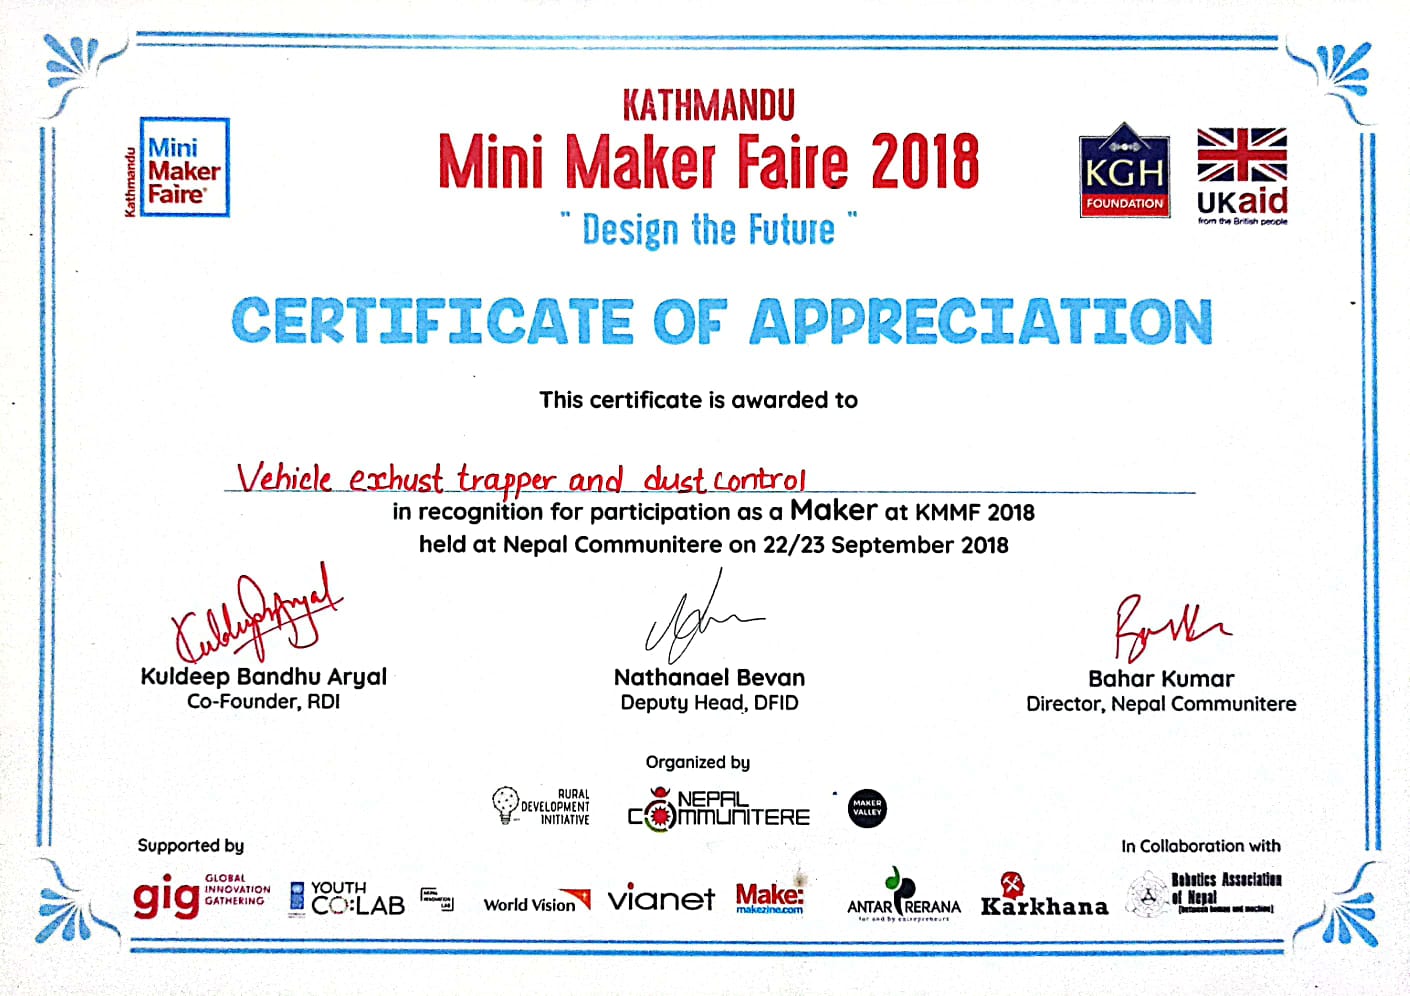 KATHMANDU
Mini Maker Faire 2018
" Design the Future "
Kathmandu
Mini
Maker
Faire
KGH
FOUNDATION
UKaid
from the British people
CERTIFICATE OF APPRECIATION
This certificate is awarded to
Vehicle exhust trapper and dust control
in recognition for participation as a Maker at KMMF 2018
held at Nepal Communitere on 22/23 September 2018
Kuldeep Bandhu Aryal
Co-Founder, RDI
Nathanael Bevan
Deputy Head, DFID
Bahar Kumar
Director, Nepal Communitere
Organized by
RURAL
DEVELOPMENT
INITIATIVE
NEPAL
COMMUNITERE
MAKER
VALLEY
Supported by
gig
GLOBAL
INNOVATION
GATHERING
YOUTH
CO:LAB
World Vision
vianet
Make:
makezine.com
In Collaboration with
ANTARPRERANA
for and by entrepreneurs
Karkhana
Robotics Association
of Nepal
[between human and machine]